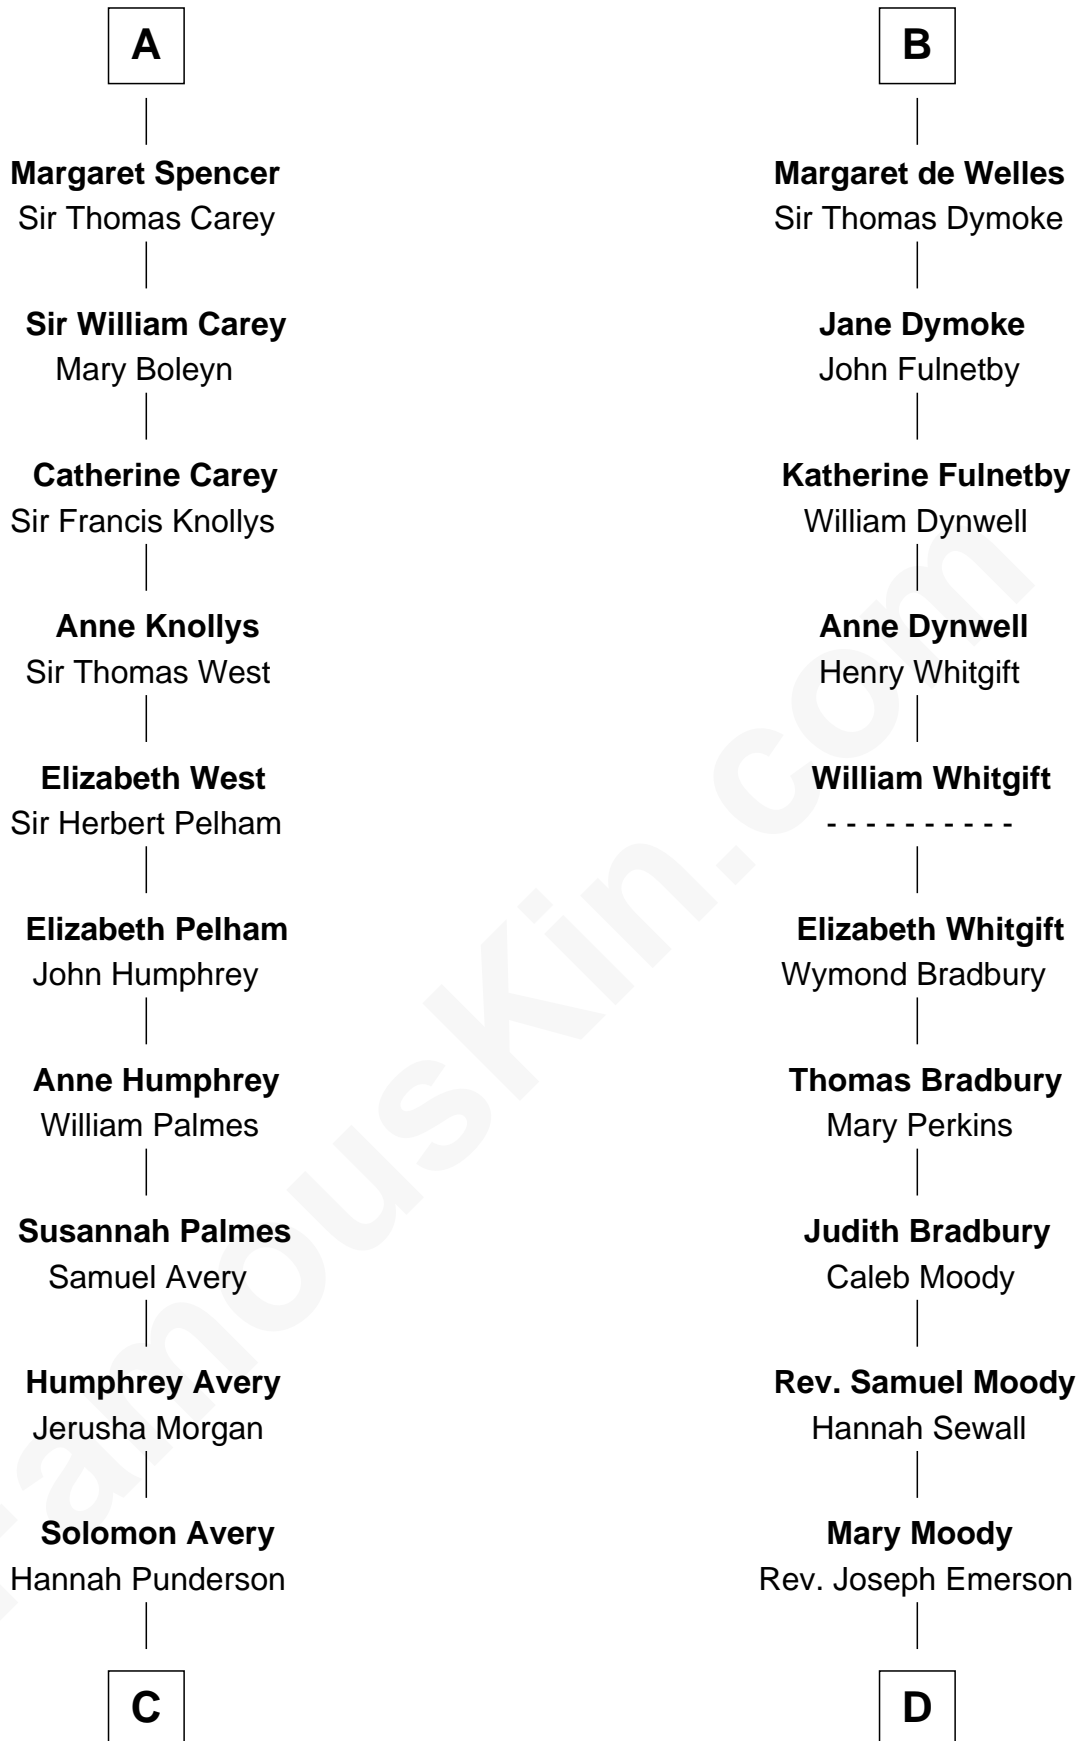 A
Margaret Spencer
Sir Thomas Carey
Sir William Carey
Mary Boleyn
Catherine Carey
Sir Francis Knollys
Anne Knollys
Sir Thomas West
Elizabeth West
Sir Herbert Pelham
Elizabeth Pelham
John Humphrey
Anne Humphrey
William Palmes
Susannah Palmes
Samuel Avery
Humphrey Avery
Jerusha Morgan
Solomon Avery
Hannah Punderson
C
B
Margaret de Welles
Sir Thomas Dymoke
Jane Dymoke
John Fulnetby
Katherine Fulnetby
William Dynwell
Anne Dynwell
Henry Whitgift
William Whitgift
- - - - - - - - - -
Elizabeth Whitgift
Wymond Bradbury
Thomas Bradbury
Mary Perkins
Judith Bradbury
Caleb Moody
Rev. Samuel Moody
Hannah Sewall
Mary Moody
Rev. Joseph Emerson
D
FamousKin.com